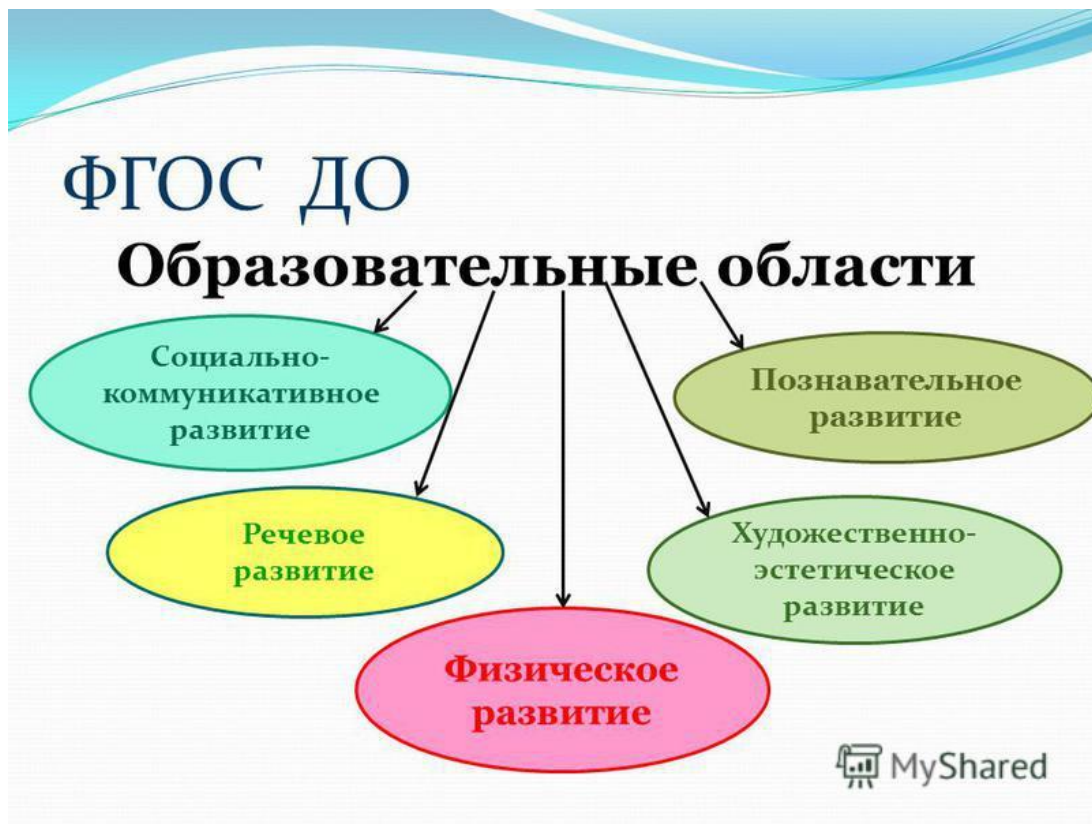 ФГОС ДО
Образовательные области
Социально-
коммуникативное
развитие
Познавательное
развитие
Речевое
развитие
Художественно-
эстетическое
развитие
Физическое
развитие
MyShared